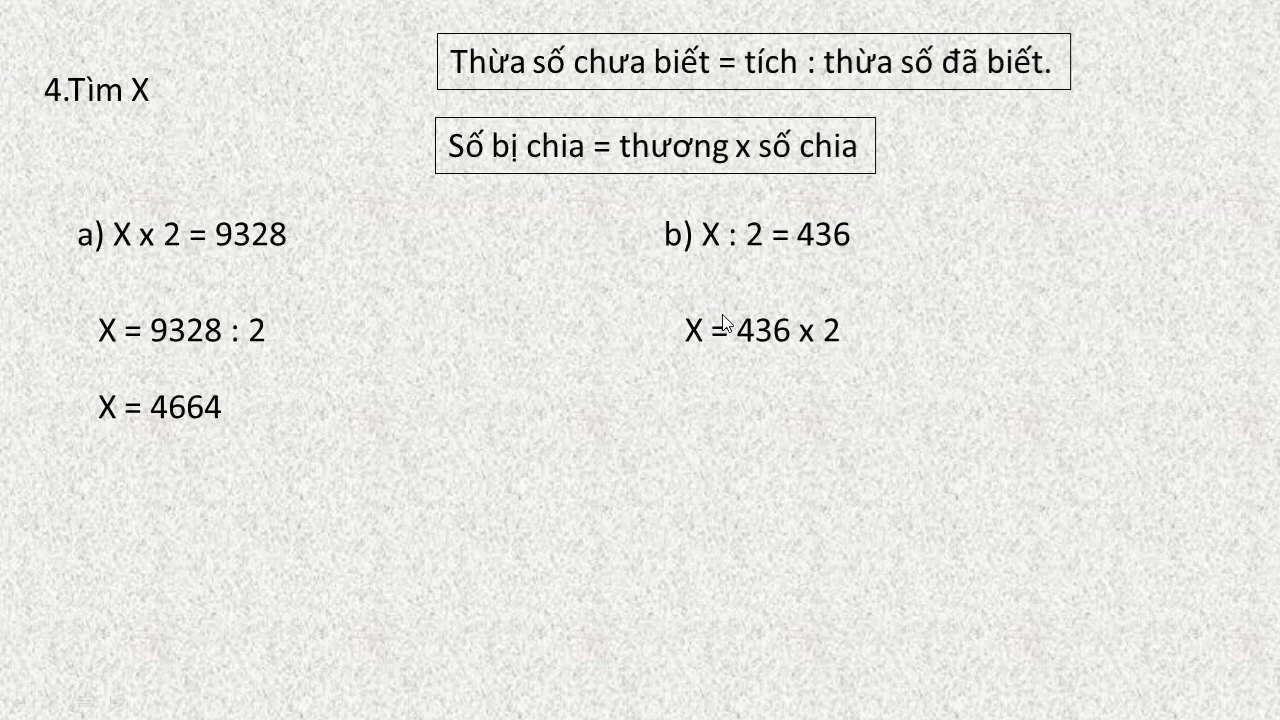 Thừa số chưa biết = tích : thừa số đã biết.
4.Tìm X
Số bị chia = thương x số chia
a) X x 2 = 9328
b) X : 2 = 436
X = 9328 : 2
X = 436 x 2
X = 4664